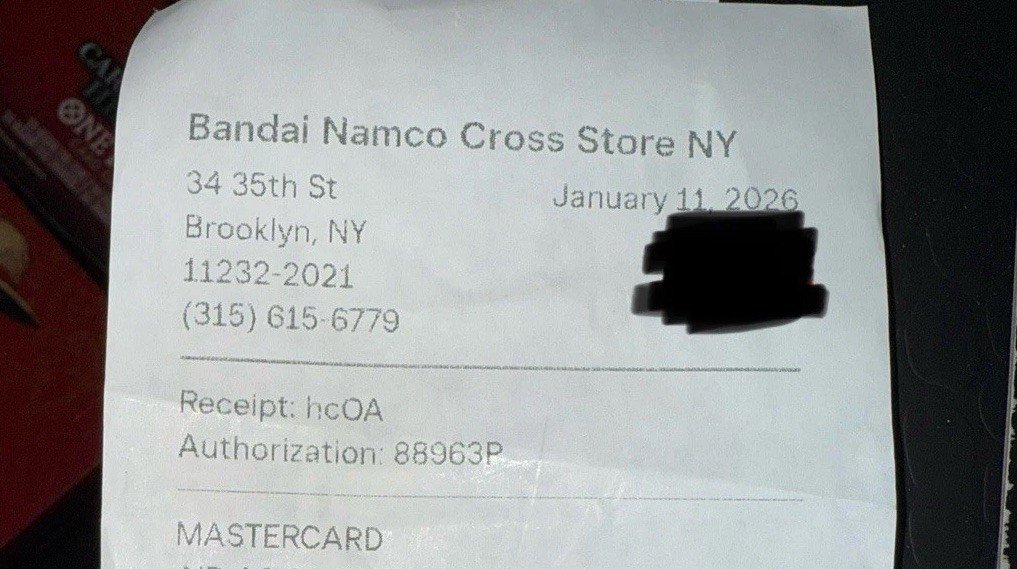 Bandai Namco Cross Store NY
34 35th St
January 11, 2026
Brooklyn, NY
11232-2021
(315) 615-6779
Receipt: hcOA
Authorization: 88963P
MASTERCARD